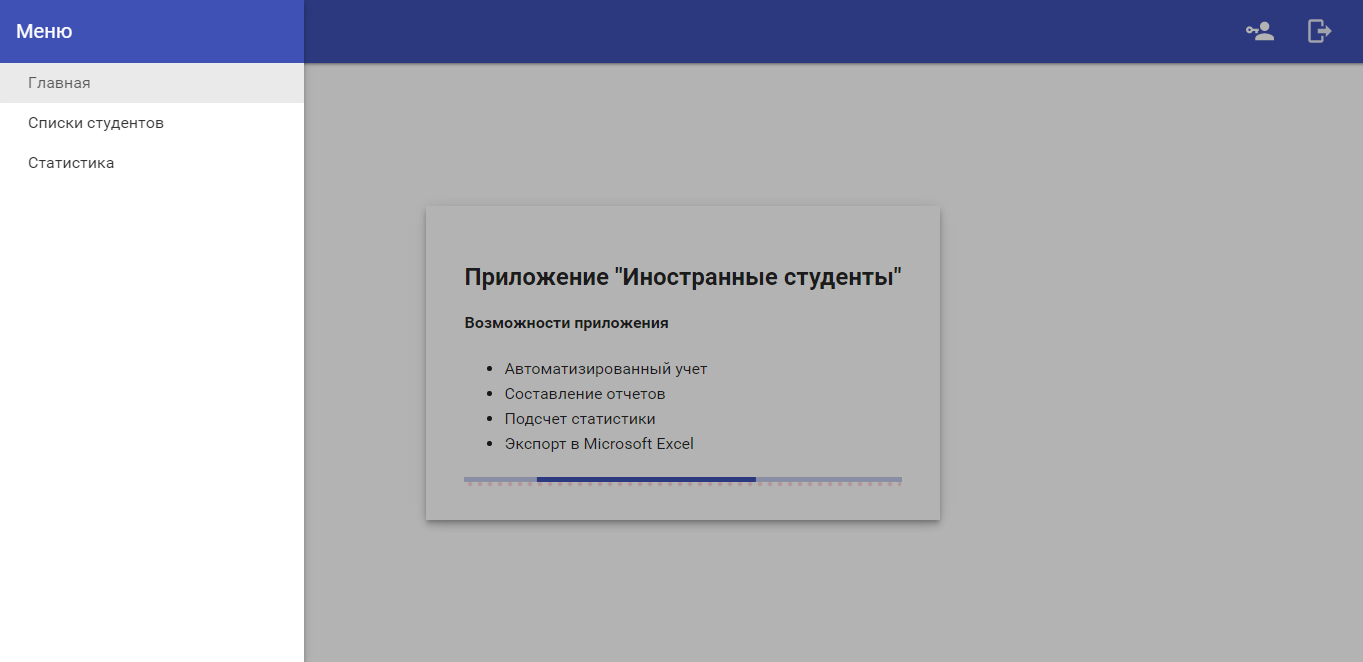 Меню
Главная
Списки студентов
Статистика
Приложение "Иностранные студенты"
Возможности приложения
Автоматизированный учет
Составление отчетов
Подсчет статистики
Экспорт в Microsoft Excel